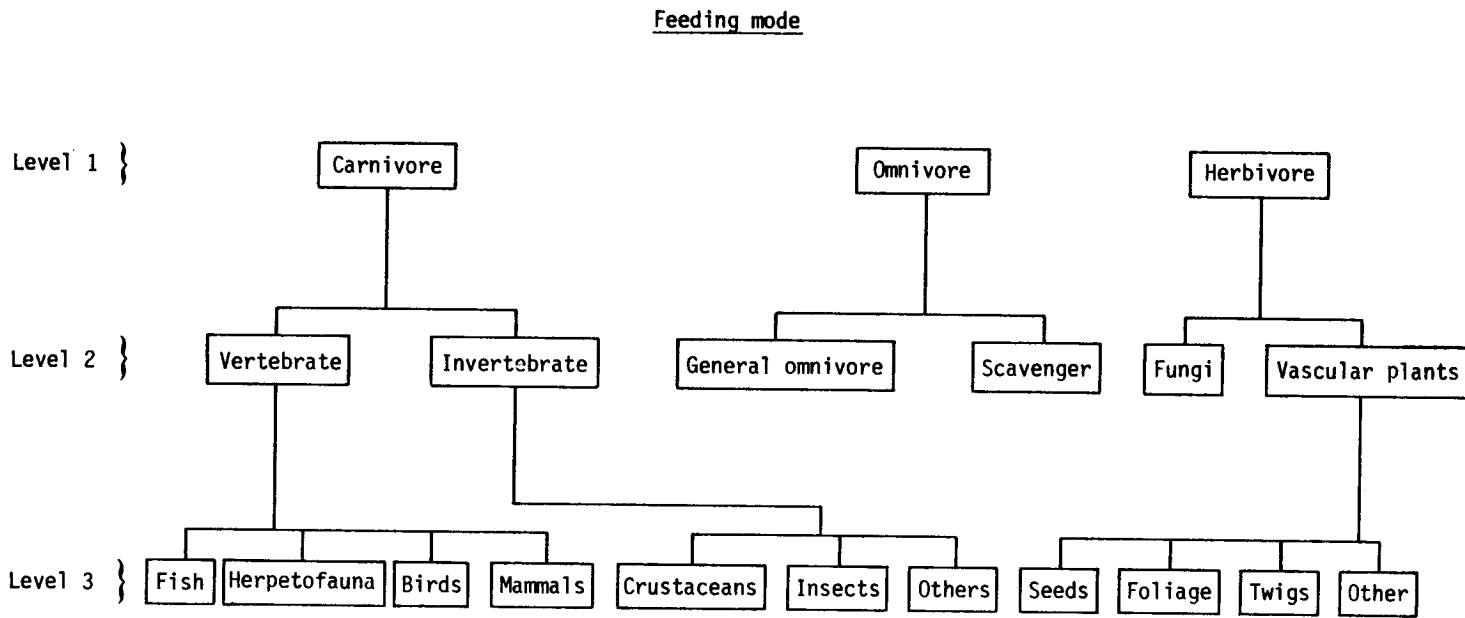 Feeding mode
Level 1 } Carnivore Omnivore Herbivore
Level 2 } Vertebrate Invertebrate General omnivore Scavenger Fungi Vascular plants
Level 3 } Fish Herpetofauna Birds Mammals Crustaceans Insects Others Seeds Foliage Twigs Other